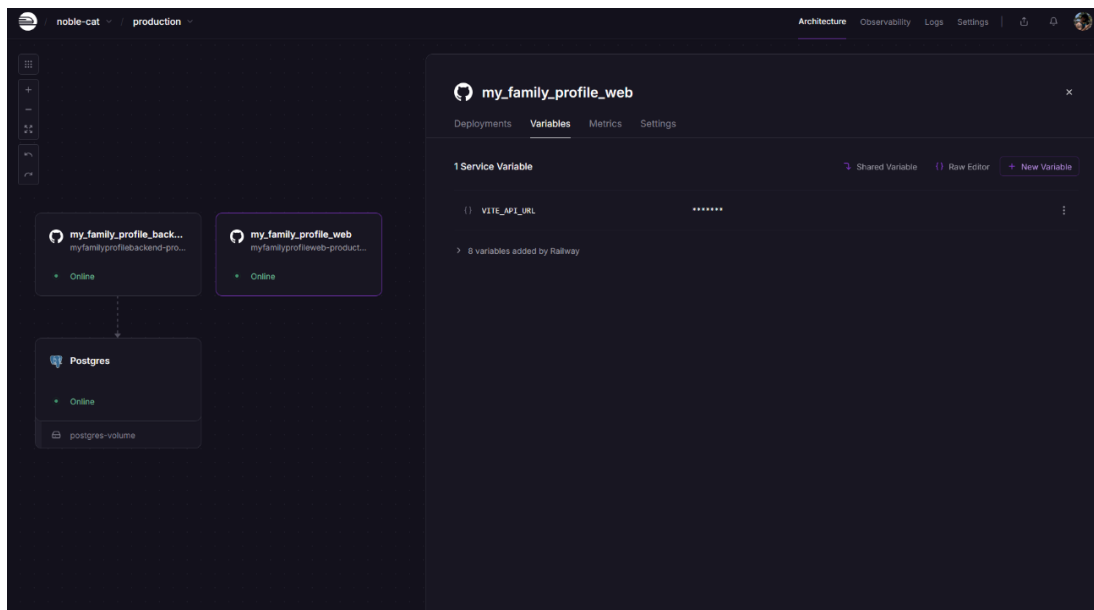 noble-cat / production
Architecture Observability Logs Settings
my_family_profile_web
Deployments Variables Metrics Settings
1 Service Variable
Shared Variable
{} Raw Editor
+ New Variable
{} VITE_API_URL *******
> 8 variables added by Railway
my_family_profile_back...
myfamilyprofilebackend-pro...
Online
my_family_profile_web
myfamilyprofileweb-product...
Online
Postgres
Online
postgres-volume